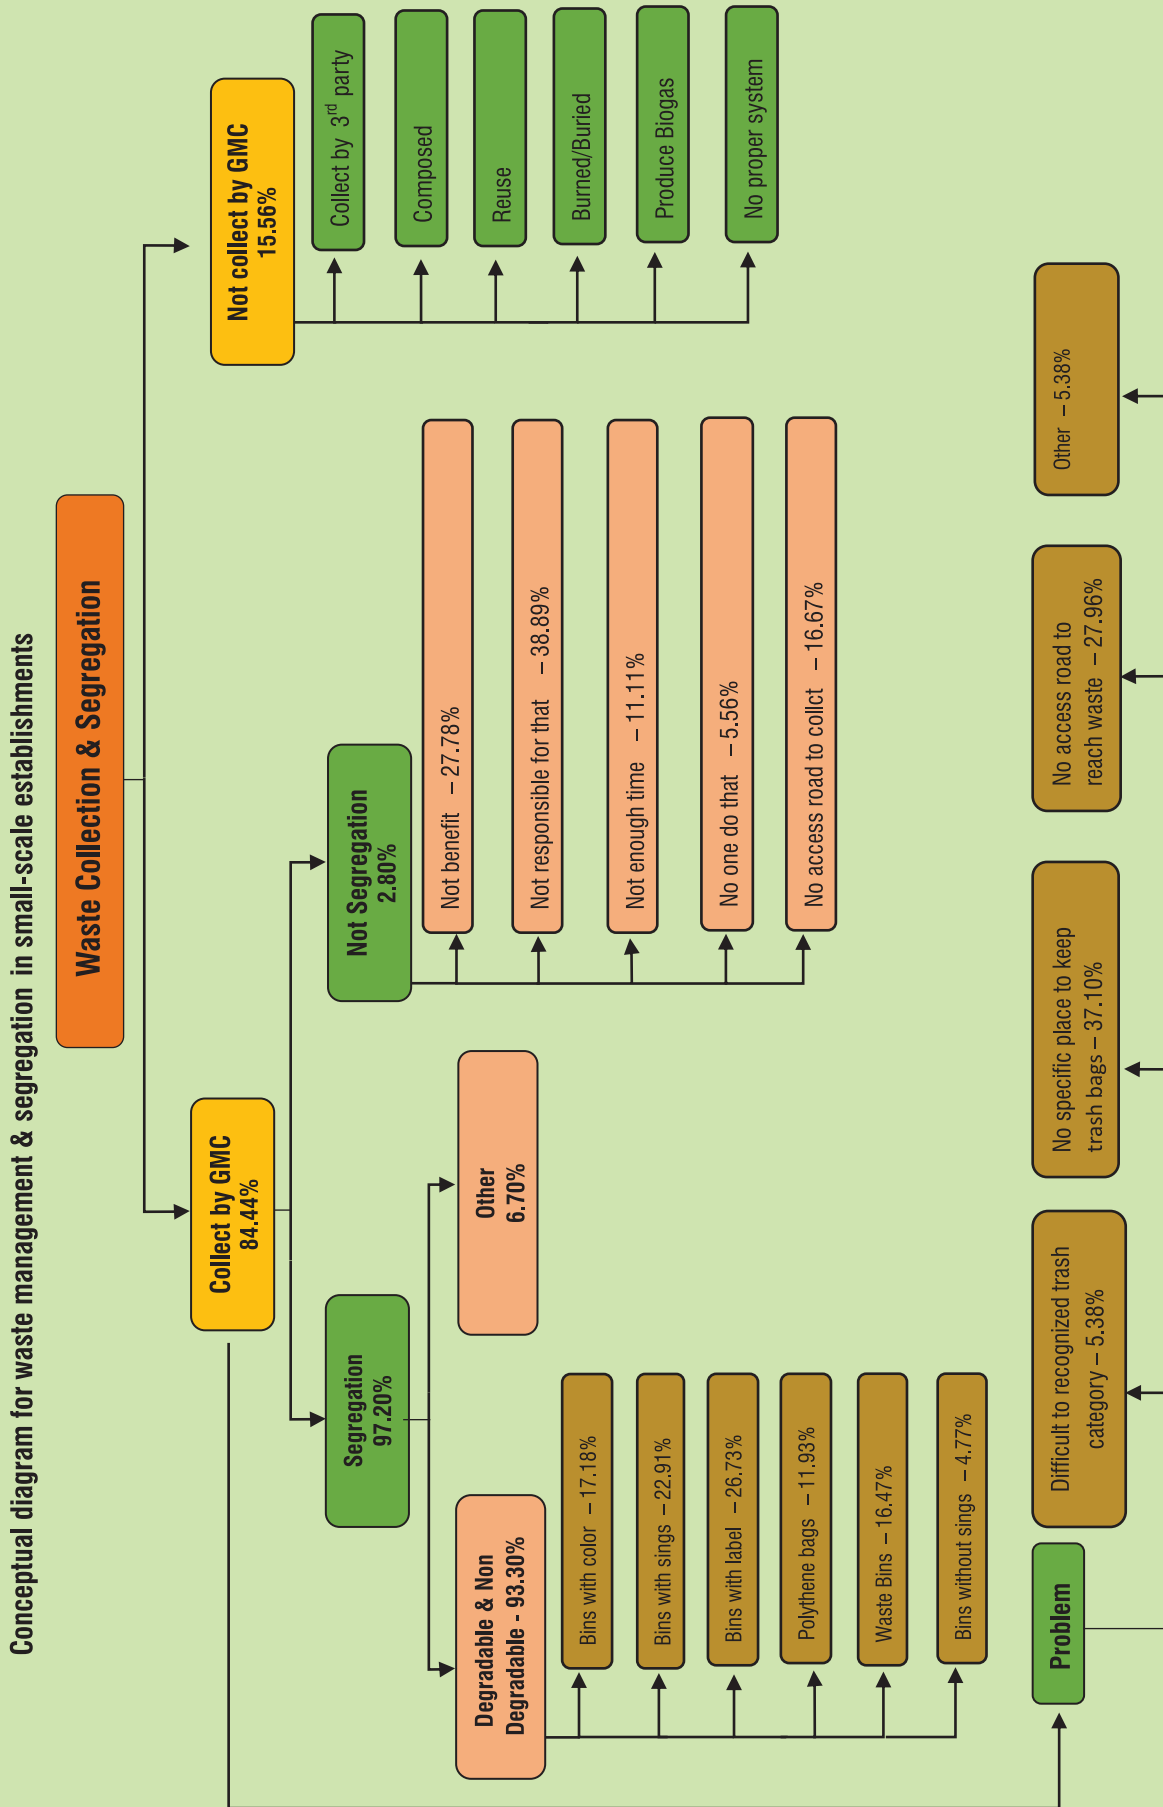 Conceptual diagram for waste management & segregation in small-scale establishments
Waste Collection & Segregation
Collect by GMC
84.44%
Not collect by GMC
15.56%
Segregation
97.20%
Not Segregation
2.80%
Degradable & Non
Degradable - 93.30%
Other
6.70%
Bins with color – 17.18%
Bins with sings – 22.91%
Bins with label – 26.73%
Polythene bags – 11.93%
Waste Bins – 16.47%
Bins without sings – 4.77%
Not benefit – 27.78%
Not responsible for that – 38.89%
Not enough time – 11.11%
No one do that – 5.56%
No access road to collct – 16.67%
Collect by 3rd party
Composed
Reuse
Burned/Buried
Produce Biogas
No proper system
Problem
Difficult to recognized trash
category – 5.38%
No specific place to keep
trash bags – 37.10%
No access road to
reach waste – 27.96%
Other – 5.38%